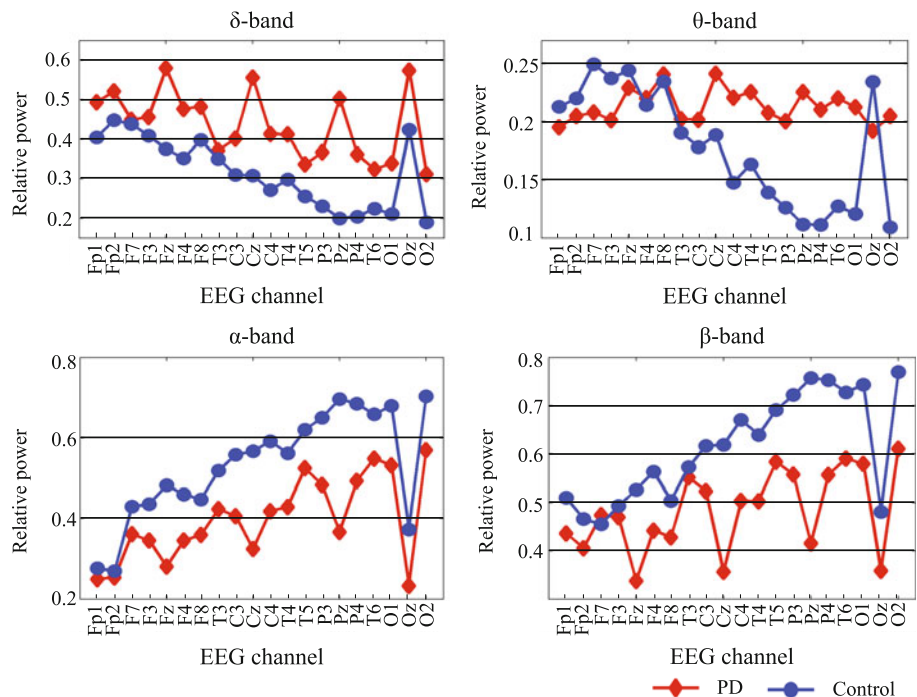 δ-band
Relative power
0.6
0.5
0.4
0.3
0.2
Fp1 Fp2 F7 F3 Fz F4 F8 T3 C3 Cz C4 T4 T5 P3 Pz P4 T6 O1 Oz O2
EEG channel
θ-band
Relative power
0.25
0.2
0.15
0.1
Fp1 Fp2 F7 F3 Fz F4 F8 T3 C3 Cz C4 T4 T5 P3 Pz P4 T6 O1 Oz O2
EEG channel
α-band
Relative power
0.8
0.6
0.4
0.2
Fp1 Fp2 F7 F3 Fz F4 F8 T3 C3 Cz C4 T4 T5 P3 Pz P4 T6 O1 Oz O2
EEG channel
β-band
Relative power
0.8
0.7
0.6
0.5
0.4
Fp1 Fp2 F7 F3 Fz F4 F8 T3 C3 Cz C4 T4 T5 P3 Pz P4 T6 O1 Oz O2
EEG channel
PD Control